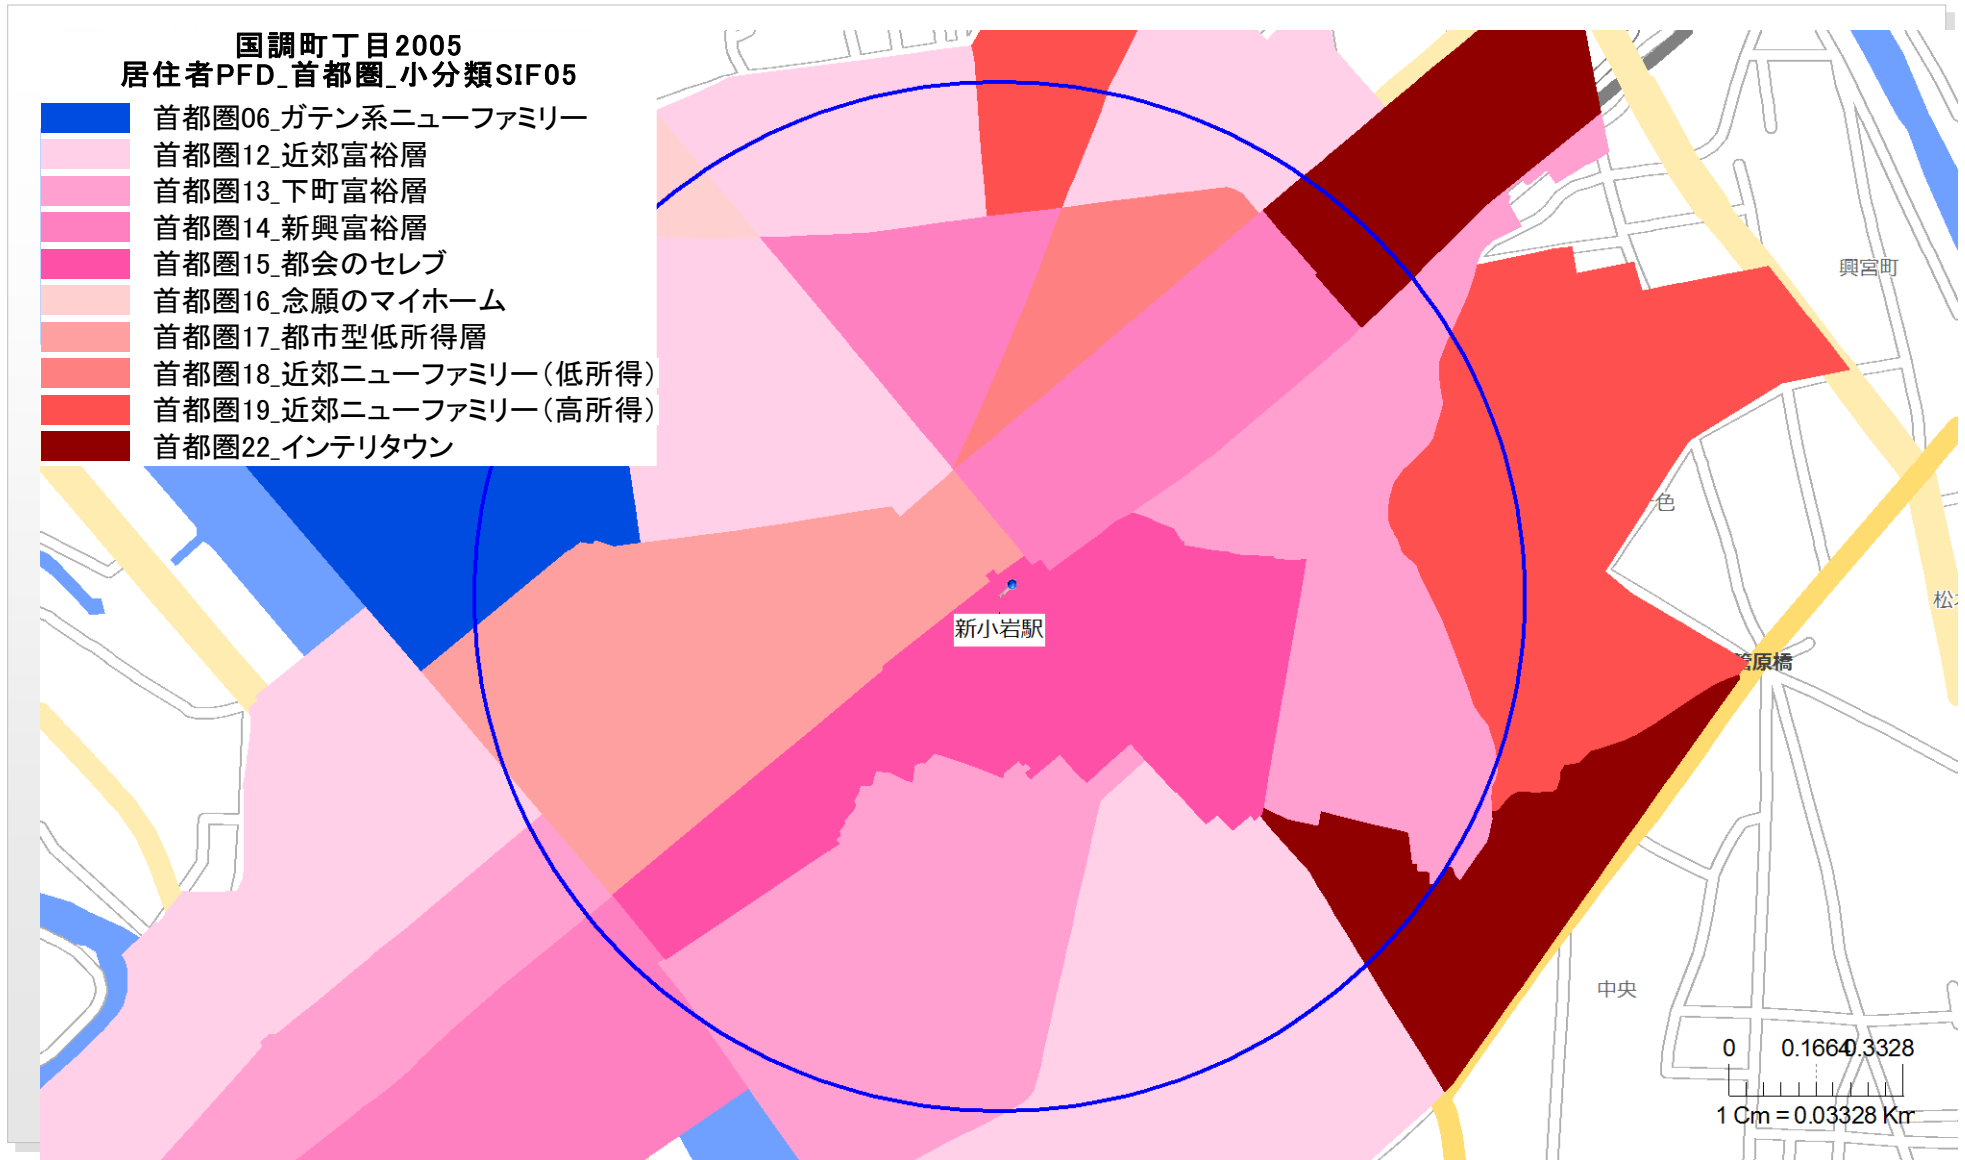 国調町丁目2005
居住者PFD_首都圏_小分類SIF05
首都圏06_ガテン系ニューファミリー
首都圏12_近郊富裕層
首都圏13_下町富裕層
首都圏14_新興富裕層
首都圏15_都会のセレブ
首都圏16_念願のマイホーム
首都圏17_都市型低所得層
首都圏18_近郊ニューファミリー(低所得)
首都圏19_近郊ニューファミリー(高所得)
首都圏22_インテリタウン
興宮町
色
松
新小岩駅
菅原橋
中央
0 0.1664 0.3328
1 Cm = 0.03328 Km